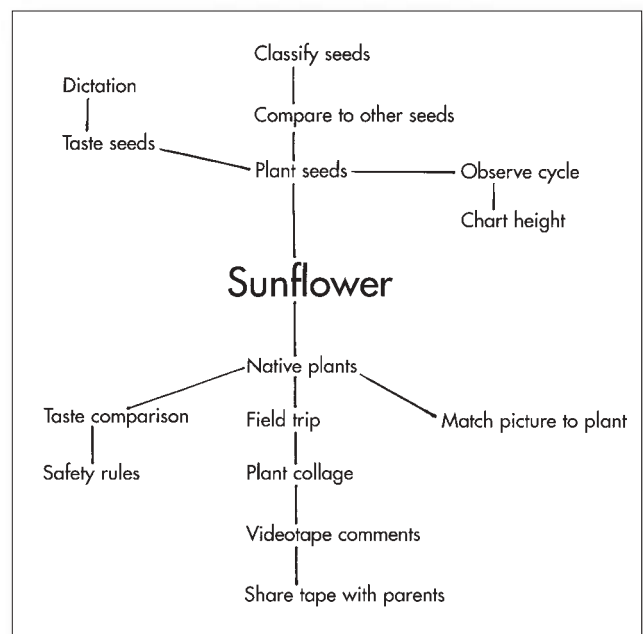 Classify seeds
Dictation
Compare to other seeds
Taste seeds
Plant seeds
Observe cycle
Chart height
Sunflower
Native plants
Taste comparison
Field trip
Match picture to plant
Safety rules
Plant collage
Videotape comments
Share tape with parents